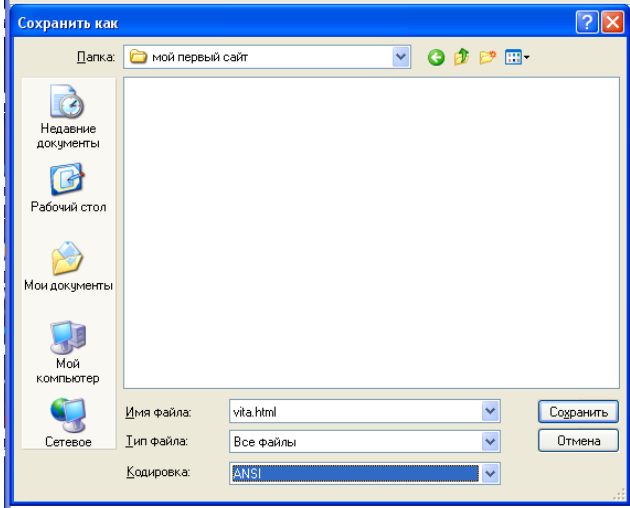 Сохранить как
Папка: мой первый сайт
Недавние
документы
Рабочий стол
Мои документы
Мой
компьютер
Сетевое
Имя файла: vita.html Сохранить
Тип файла: Все файлы Отмена
Кодировка: ANSI